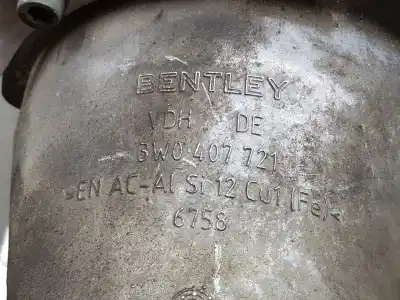 BENTLEY
VDH DE
3W0 407 721
>EN AC-Al Si 12 Cu1 (Fe)<
6758